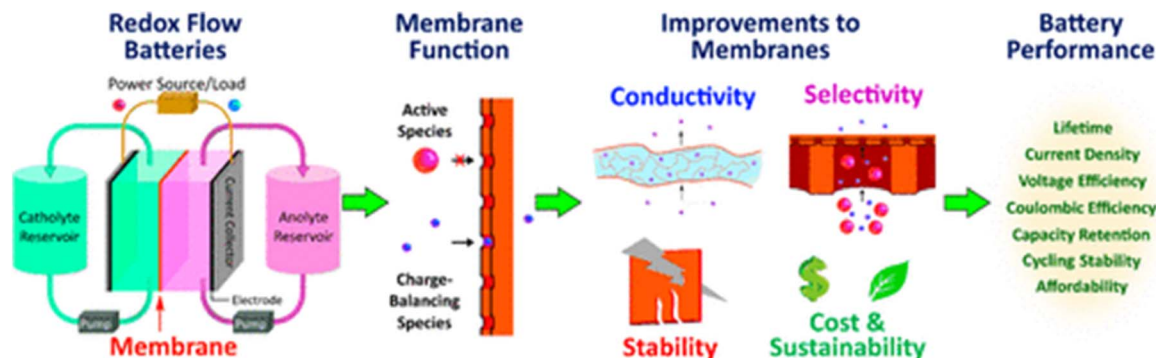 Redox Flow
Batteries
Power Source/Load
Catholyte
Reservoir
Current Collector
Anolyte
Reservoir
Electrode
Pump
Pump
Membrane
Membrane
Function
Active
Species
Charge-
Balancing
Species
Improvements to
Membranes
Conductivity
Selectivity
Stability
$
Cost &
Sustainability
Battery
Performance
Lifetime
Current Density
Voltage Efficiency
Coulombic Efficiency
Capacity Retention
Cycling Stability
Affordability